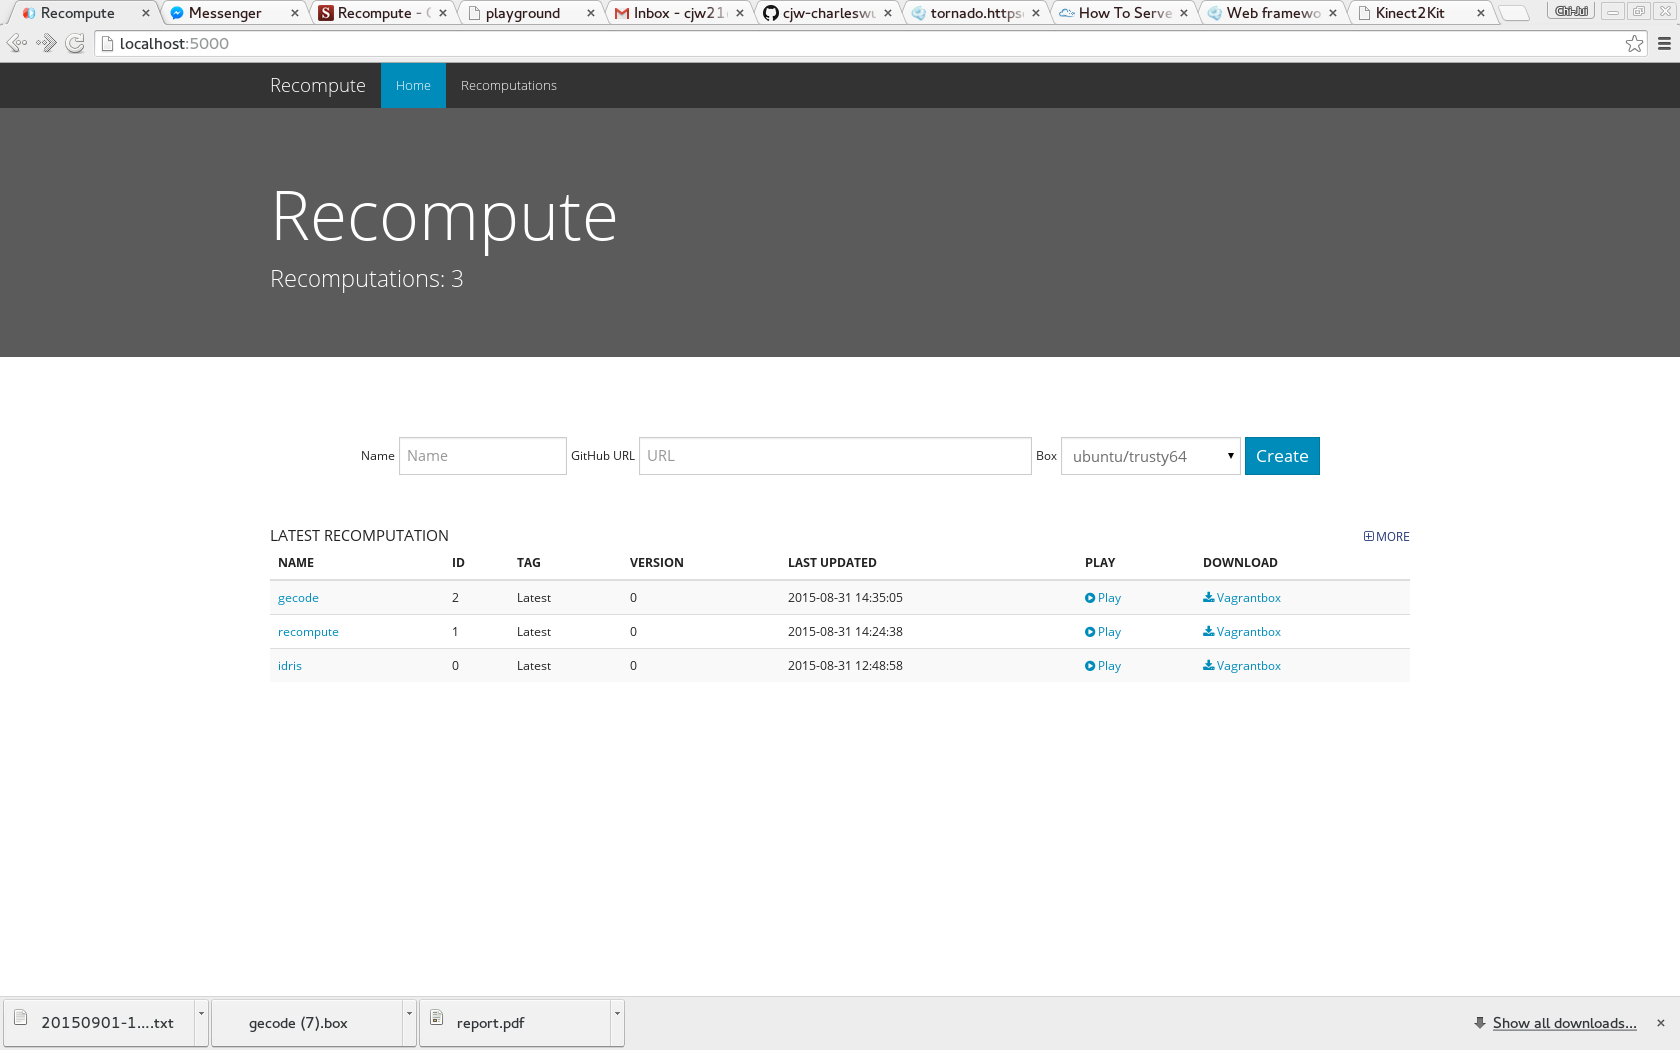 Recompute Messenger Recompute - playground Inbox - cjw21 cjw-charleswu tornado.https How To Serve Web framewo Kinect2Kit Chi-Jui
localhost:5000
Recompute Home Recomputations
Recompute
Recomputations: 3
Name Name GitHub URL URL Box ubuntu/trusty64 Create
LATEST RECOMPUTATION MORE
NAME ID TAG VERSION LAST UPDATED PLAY DOWNLOAD
gecode 2 Latest 0 2015-08-31 14:35:05 Play Vagrantbox
recompute 1 Latest 0 2015-08-31 14:24:38 Play Vagrantbox
idris 0 Latest 0 2015-08-31 12:48:58 Play Vagrantbox
20150901-1....txt gecode (7).box report.pdf Show all downloads...